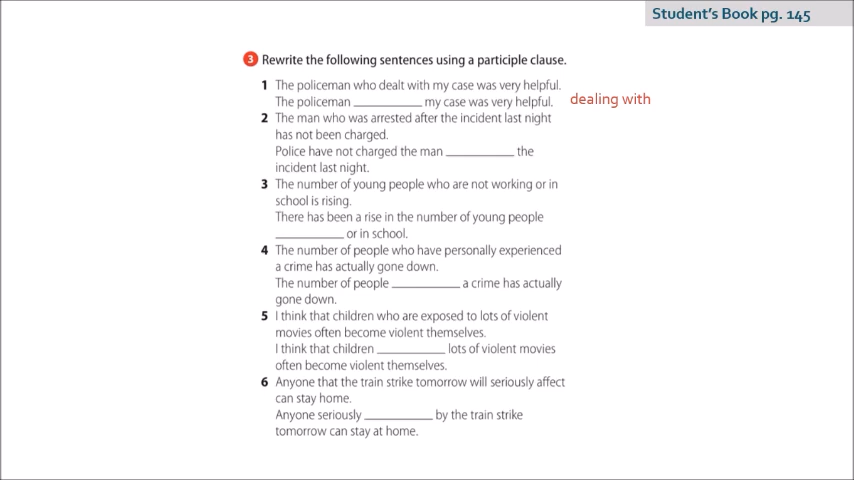 Student's Book pg. 145
3 Rewrite the following sentences using a participle clause.
1 The policeman who dealt with my case was very helpful.
The policeman ____________ my case was very helpful. dealing with
2 The man who was arrested after the incident last night
has not been charged.
Police have not charged the man ____________ the
incident last night.
3 The number of young people who are not working or in
school is rising.
There has been a rise in the number of young people
____________ or in school.
4 The number of people who have personally experienced
a crime has actually gone down.
The number of people ____________ a crime has actually
gone down.
5 I think that children who are exposed to lots of violent
movies often become violent themselves.
I think that children ____________ lots of violent movies
often become violent themselves.
6 Anyone that the train strike tomorrow will seriously affect
can stay home.
Anyone seriously ____________ by the train strike
tomorrow can stay at home.